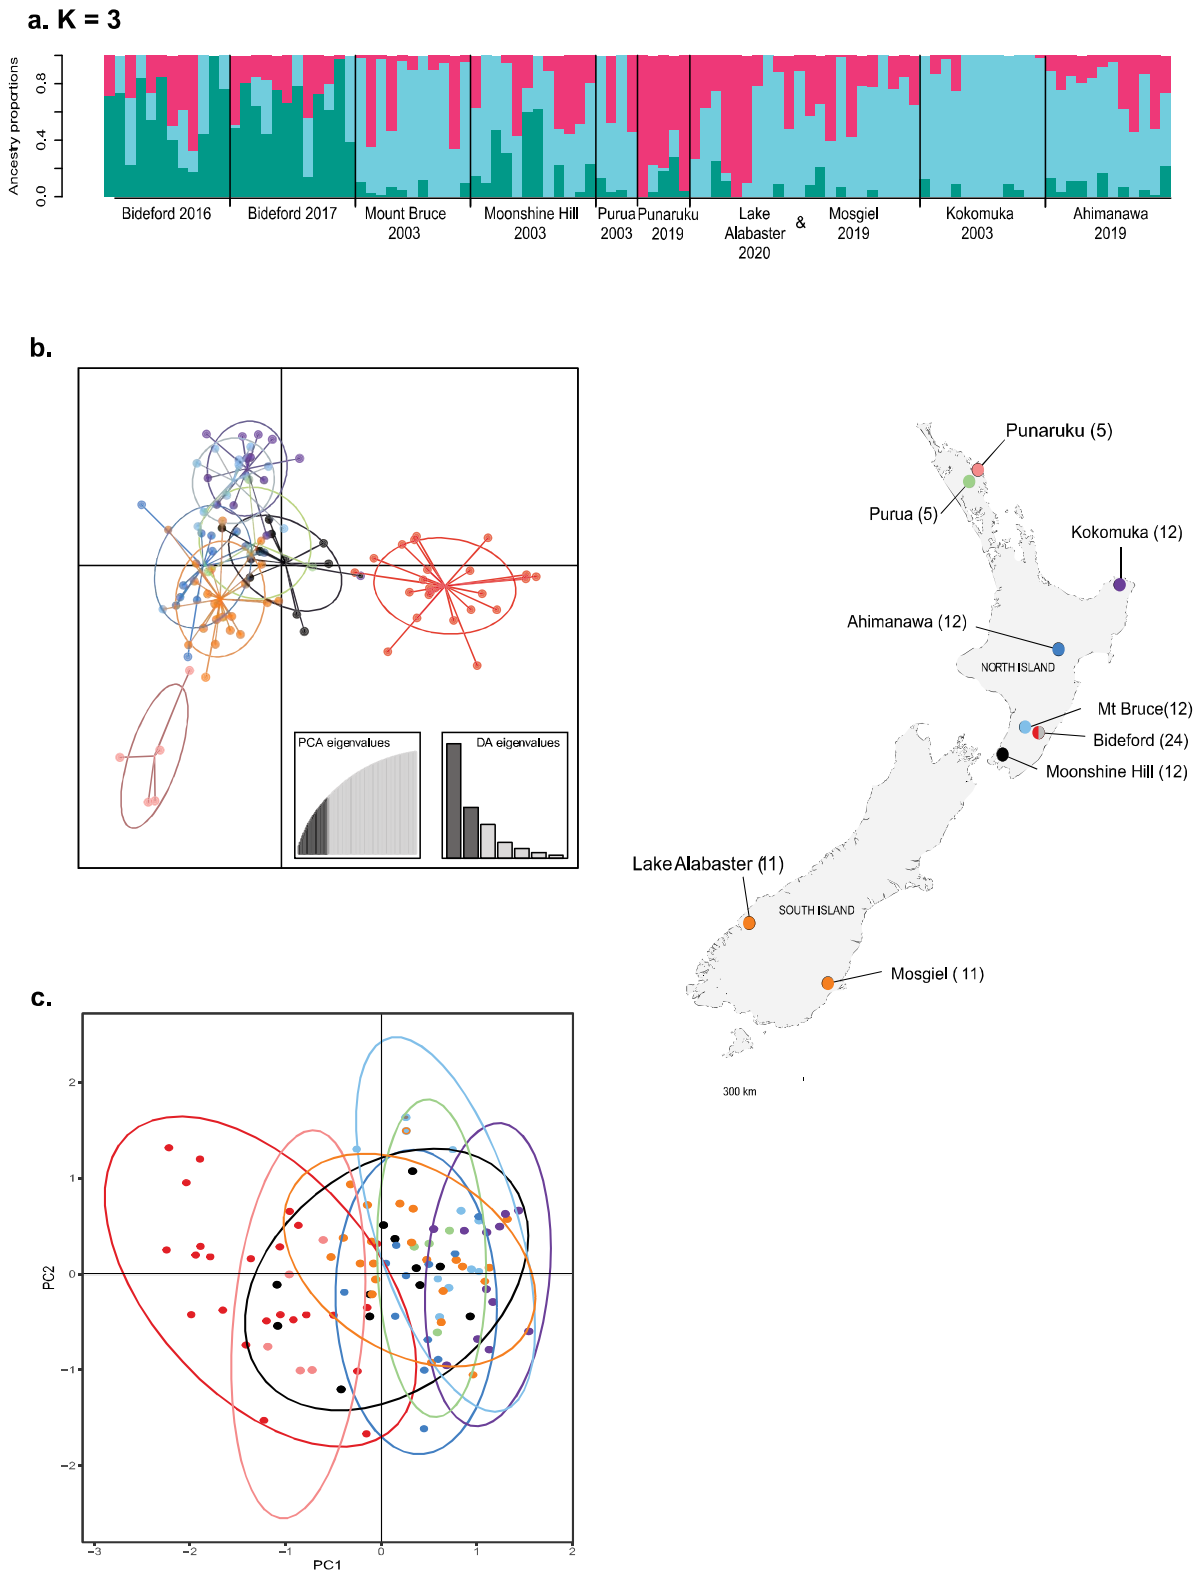 a. K = 3
Ancestry proportions
0.8
0.4
0.0
Bideford 2016
Bideford 2017
Mount Bruce
2003
Moonshine Hill
2003
Purua
2003
Punaruku
2019
Lake
Alabaster
2020
&
Mosgiel
2019
Kokomuka
2003
Ahimanawa
2019
b.
PCA eigenvalues
DA eigenvalues
Punaruku (5)
Purua (5)
Kokomuka (12)
Ahimanawa (12)
NORTH ISLAND
Mt Bruce(12)
Bideford (24)
Moonshine Hill (12)
Lake Alabaster (11)
SOUTH ISLAND
Mosgiel ( 11)
300 km
c.
PC2
2
1
0
−1
−2
−3
−2
−1
0
1
2
PC1